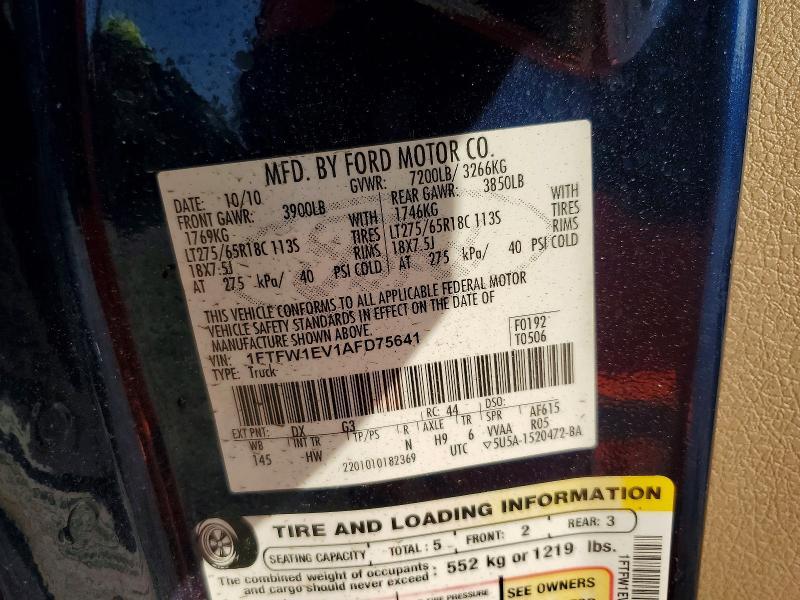 MFD. BY FORD MOTOR CO.
DATE: 10/10 GVWR: 7200LB/ 3266KG
FRONT GAWR: 3900LB REAR GAWR: 3850LB
1769KG WITH 1746KG WITH
LT275/65R18C 113S TIRES LT275/65R18C 113S TIRES
18X7.5J RIMS 18X7.5J RIMS
AT 275 kPa/ 40 PSI COLD AT 275 kPa/ 40 PSI COLD
THIS VEHICLE CONFORMS TO ALL APPLICABLE FEDERAL MOTOR
VEHICLE SAFETY STANDARDS IN EFFECT ON THE DATE OF
MANUFACTURE SHOWN ABOVE.
VIN: 1FTFW1EV1AFD75641 F0192
TYPE: Truck T0506
EXT PNT: DX G3 RC: 44 DSO:
WB INT TR TP/PS R AXLE TR SPR AF615
145 HW N H9 6 VVAA R05
2201010182369 UTC ▽5U5A-1520472-BA
TIRE AND LOADING INFORMATION
SEATING CAPACITY TOTAL : 5 FRONT: 2 REAR: 3
The combined weight of occupants
and cargo should never exceed : 552 kg or 1219 lbs.
SEE OWNERS
1FTFW1EV